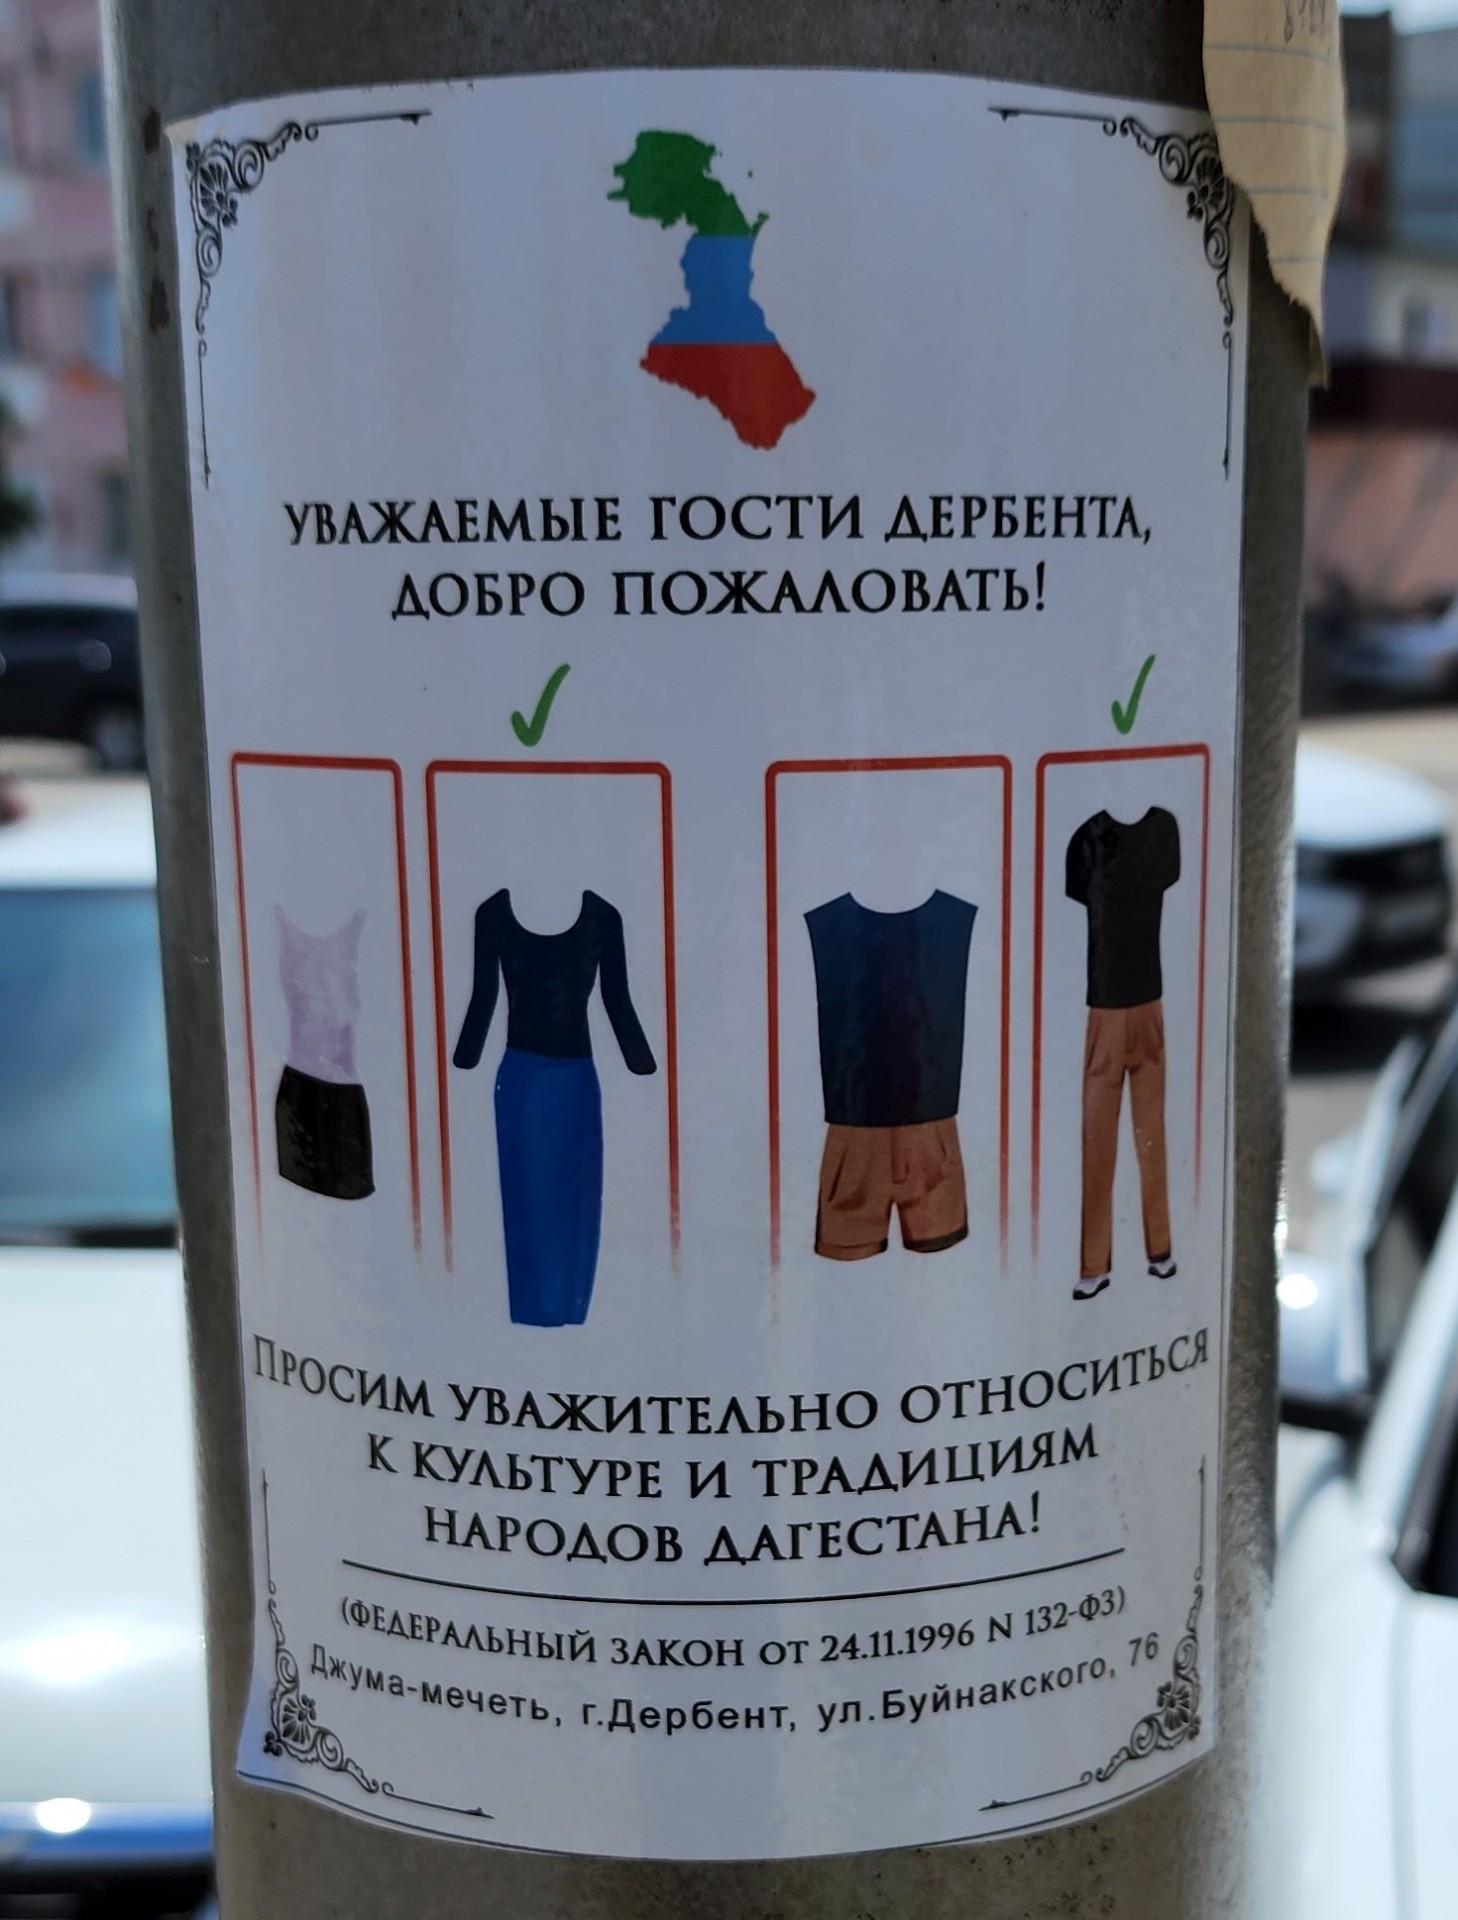 УВАЖАЕМЫЕ ГОСТИ ДЕРБЕНТА,
ДОБРО ПОЖАЛОВАТЬ!
ПРОСИМ УВАЖИТЕЛЬНО ОТНОСИТЬСЯ
К КУЛЬТУРЕ И ТРАДИЦИЯМ
НАРОДОВ ДАГЕСТАНА!
(ФЕДЕРАЛЬНЫЙ ЗАКОН ОТ 24.11.1996 N 132-ФЗ)
Джума-мечеть, г.Дербент, ул.Буйнакского, 76